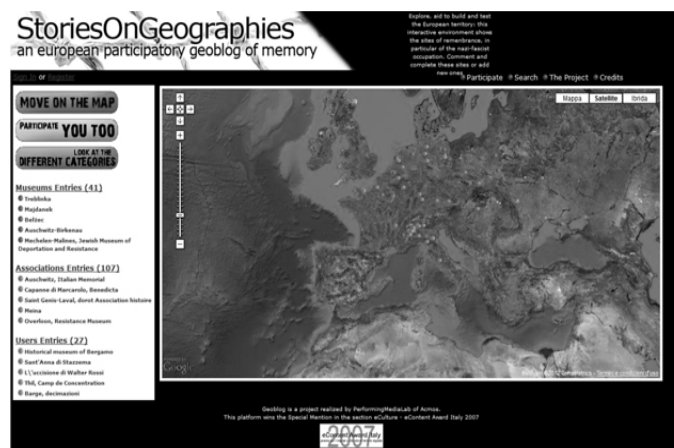 StoriesOnGeographies
an european participatory geoblog of memory
Explore, aid to build and test
the European territory: this
interactive environment shows
the sites of remembrance, in
particular of the nazi-fascist
occupation. Comment and
complete these sites or add
new ones.
Participate Search The Project Credits
Sign In or Register
MOVE ON THE MAP
PARTICIPATE YOU TOO
LOOK AT THE
DIFFERENT CATEGORIES
Museums Entries (41)
Treblinka
Majdanek
Bełżec
Auschwitz-Birkenau
Mechelen-Malines, Jewish Museum of
Deportation and Resistance
Associations Entries (107)
Auschwitz, Italian Memorial
Capanne di Marcarolo, Benedicta
Saint Genis-Laval, dorot Association histoire
Meina
Overloon, Resistance Museum
Users Entries (27)
Historical museum of Bergamo
Sant'Anna di Stazzema
L\'uccisione di Walter Rossi
Thil, Camp de Concentration
Barge, decimazioni
Mappa Satellite Ibrida
Google
Geoblog is a project realized by PerformingMediaLab of Acmos.
This platform wins the Special Mention in the section eCulture - eContent Award Italy 2007
eContent Award Italy
2007